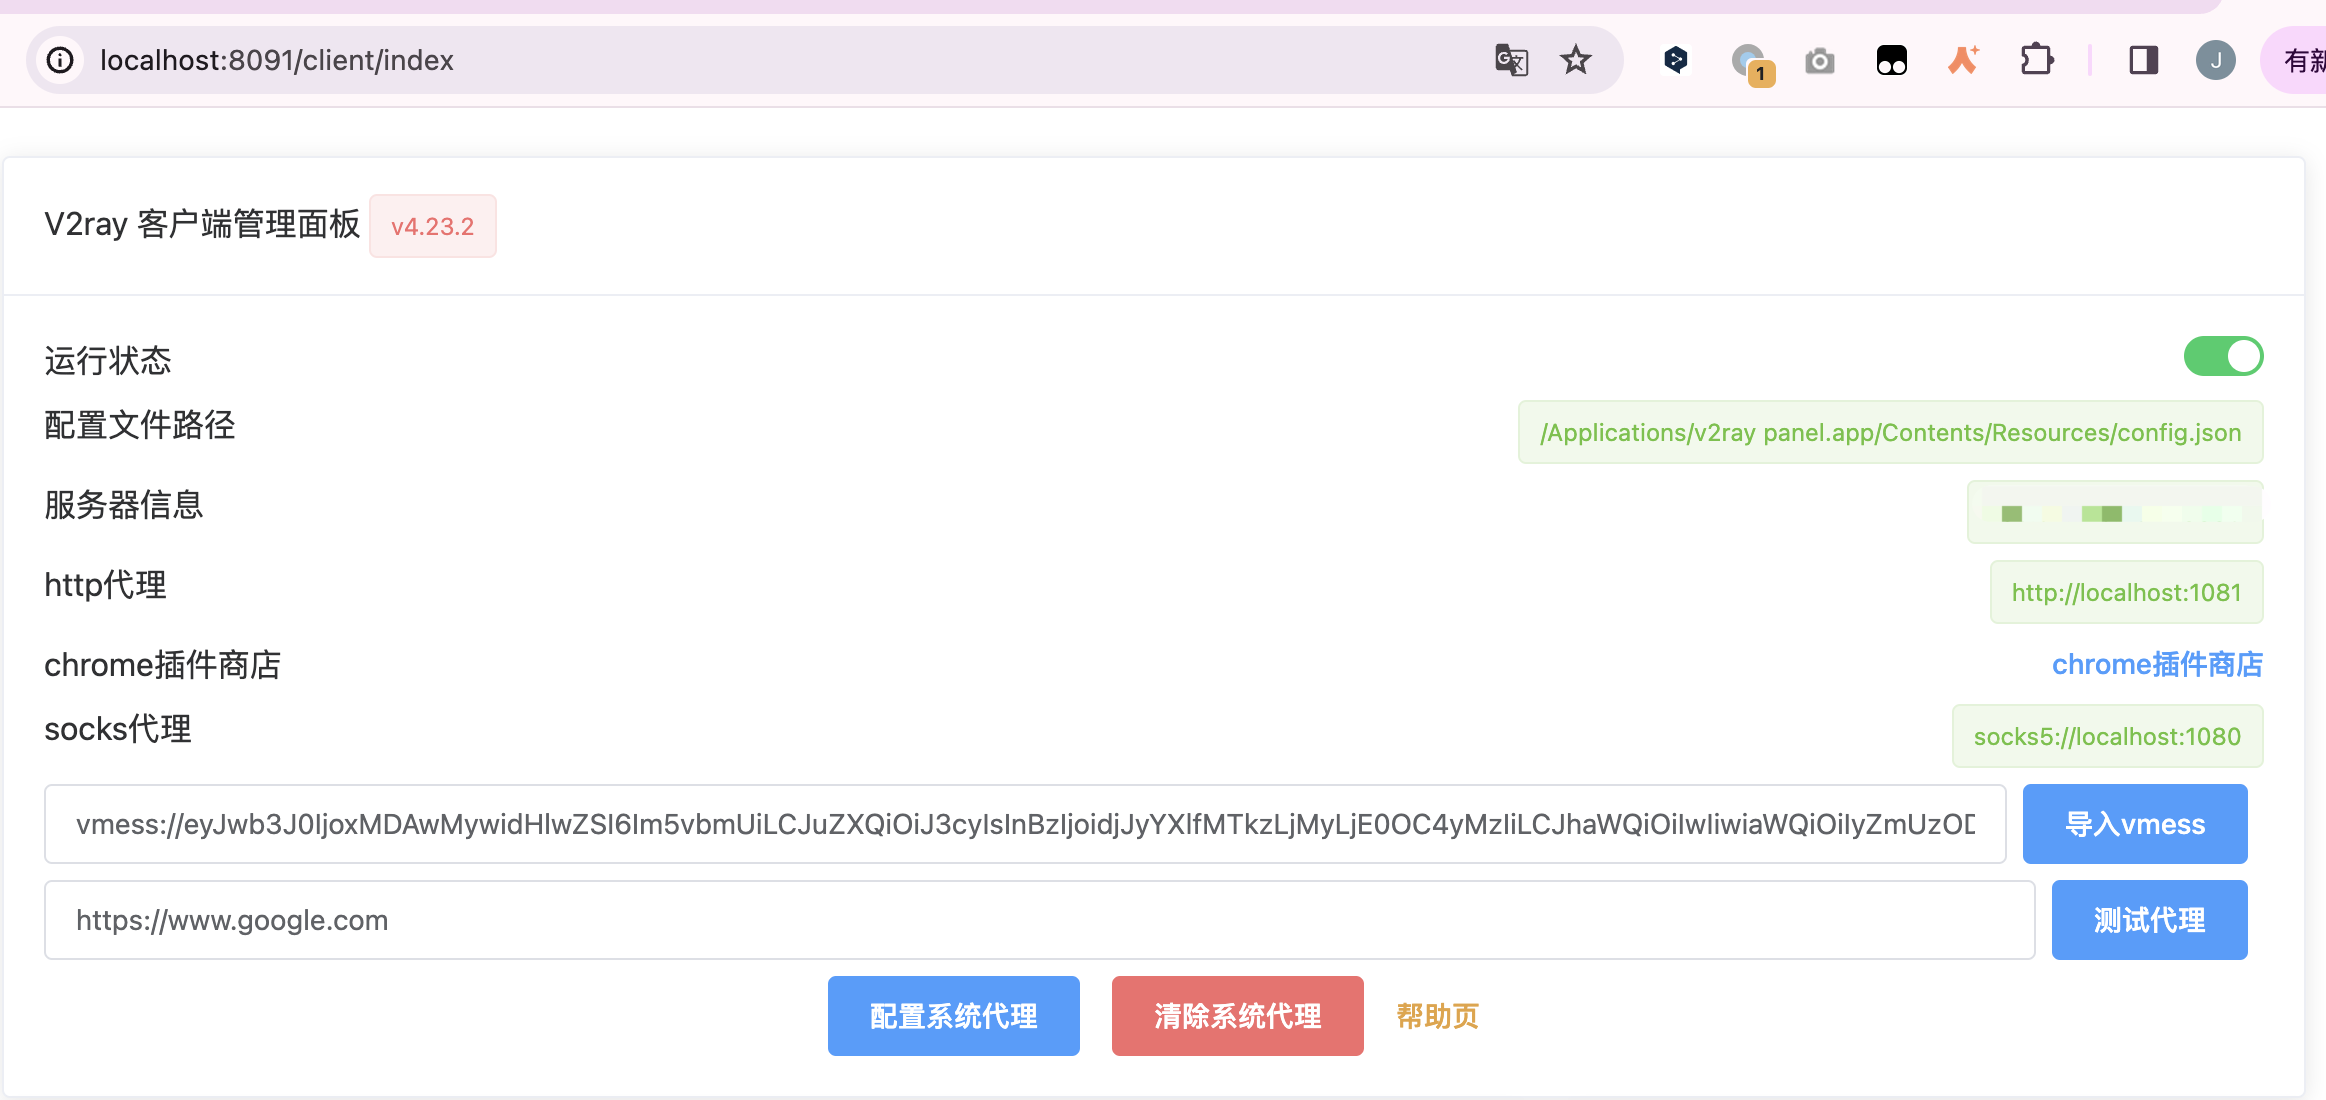 localhost:8091/client/index
1
J
有新
V2ray 客户端管理面板 v4.23.2
运行状态
配置文件路径 /Applications/v2ray panel.app/Contents/Resources/config.json
服务器信息
http代理 http://localhost:1081
chrome插件商店 chrome插件商店
socks代理 socks5://localhost:1080
vmess://eyJwb3J0IjoxMDAwMywidHlwZSI6Im5vbmUiLCJuZXQiOiJ3cyIsInBzIjoidjJyYXlfMTkzLjMyLjE0OC4yMzIiLCJhaWQiOiIwIiwiaWQiOiIyZmUzOD 导入vmess
https://www.google.com 测试代理
配置系统代理 清除系统代理 帮助页